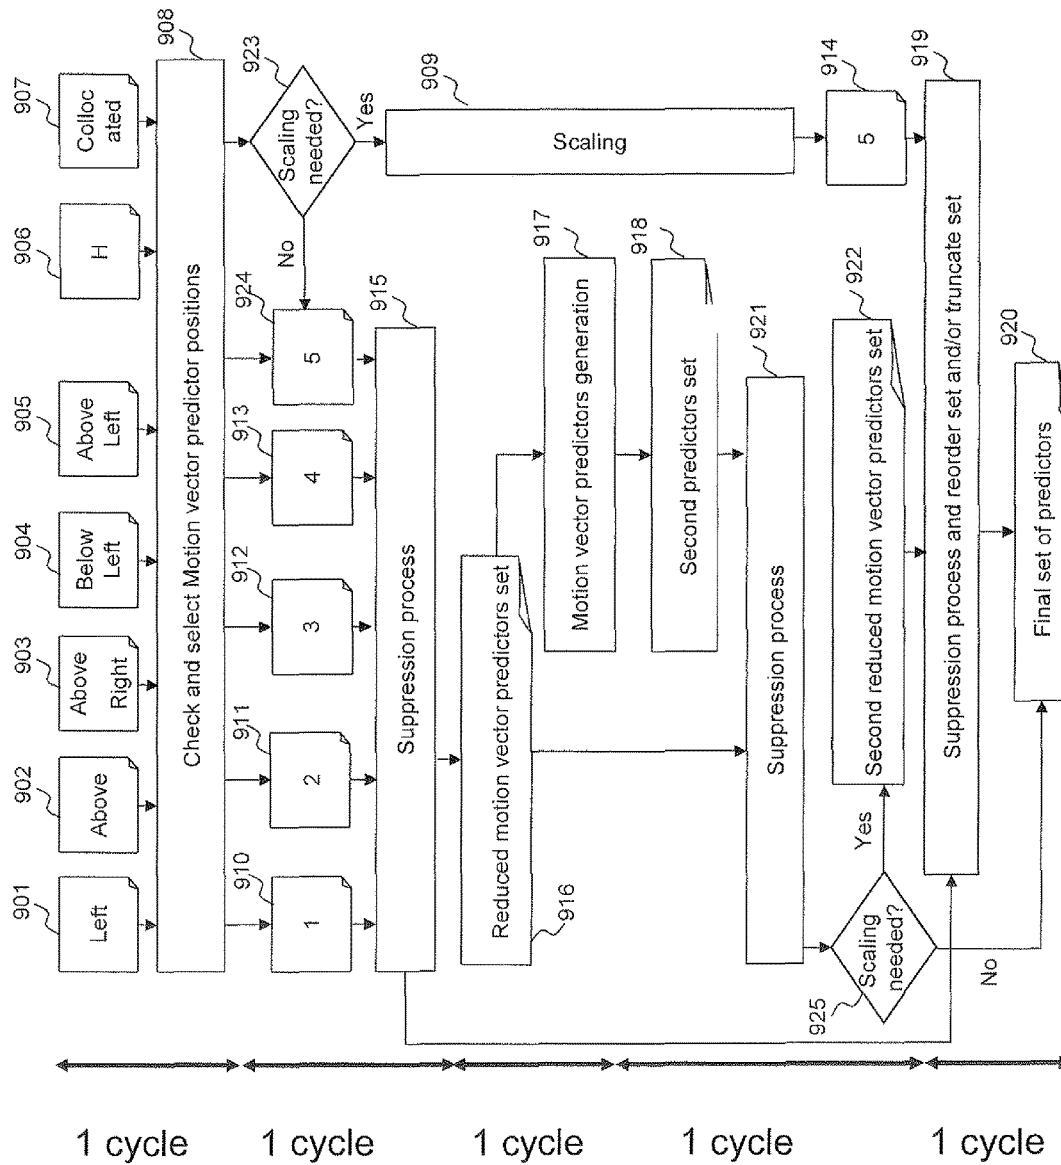 901
902
903
904
905
906
907
Left
Above
Above
Right
Below
Left
Above
Left
H
Colloc
ated
908
Check and select Motion vector predictor positions
1 cycle
910
911
912
913
924
923
1
2
3
4
5
No
Scaling
needed?
Yes
915
Suppression process
1 cycle
909
Scaling
Reduced motion vector predictors set
916
917
Motion vector predictors generation
1 cycle
918
Second predictors set
921
Suppression process
925
Scaling
needed?
Yes
No
922
Second reduced motion vector predictors set
914
5
1 cycle
919
Suppression process and reorder set and/or truncate set
920
Final set of predictors
1 cycle